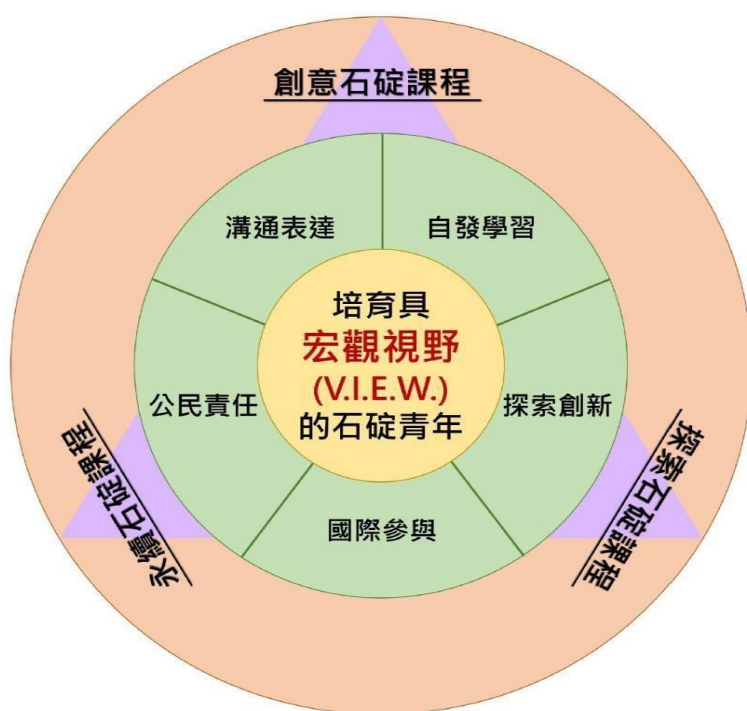 創意石碇課程
溝通表達
自發學習
培育具
宏觀視野
(V.I.E.W.)
的石碇青年
公民責任
探索創新
國際參與
永續石碇課程
探索石碇課程